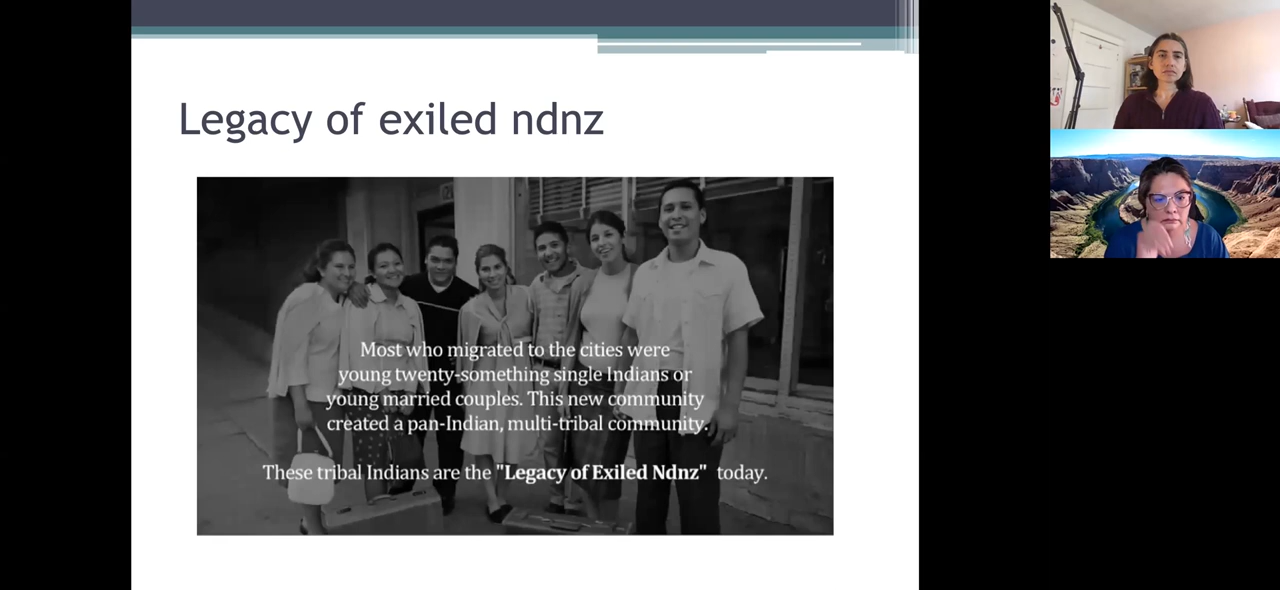 Legacy of exiled ndnz
Most who migrated to the cities were
young twenty-something single Indians or
young married couples. This new community
created a pan-Indian, multi-tribal community.
These tribal Indians are the "Legacy of Exiled Ndnz" today.